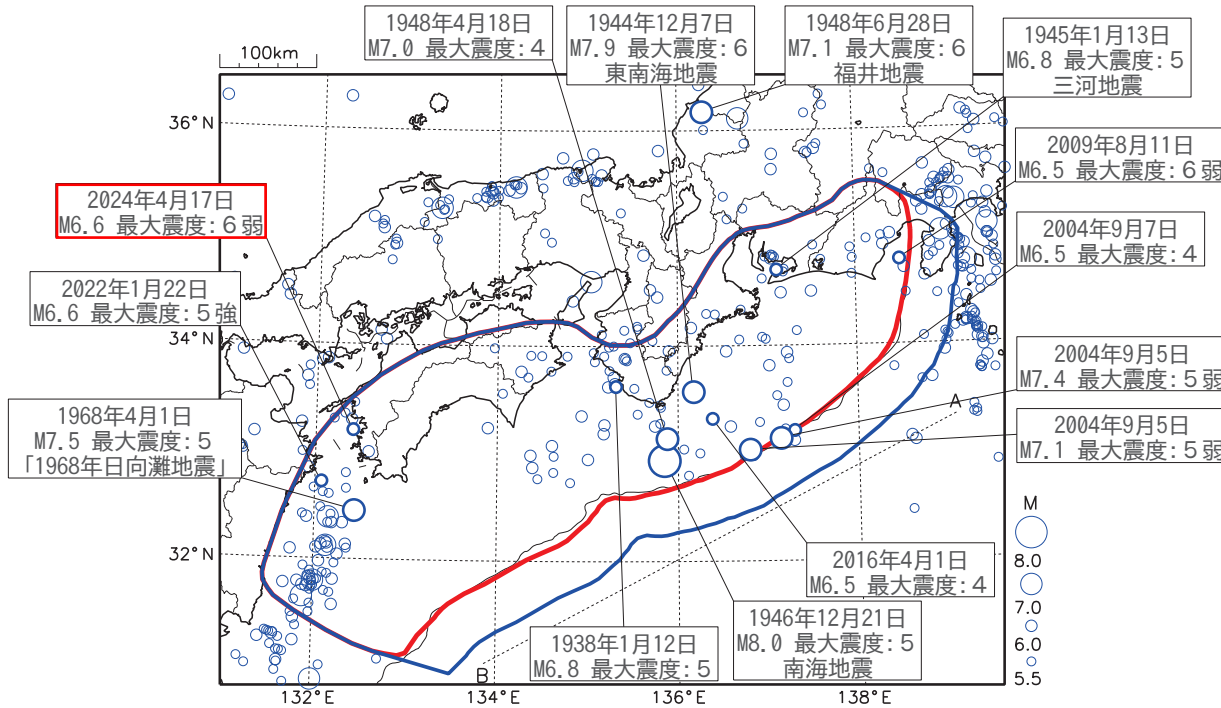 1948年4月18日
M7.0 最大震度:4
1944年12月7日
M7.9 最大震度:6
東南海地震
1948年6月28日
M7.1 最大震度:6
福井地震
1945年1月13日
M6.8 最大震度:5
三河地震
100km
36°N
2009年8月11日
M6.5 最大震度:6弱
2024年4月17日
M6.6 最大震度:6弱
2004年9月7日
M6.5 最大震度:4
2022年1月22日
M6.6 最大震度:5強
34°N
2004年9月5日
M7.4 最大震度:5弱
1968年4月1日
M7.5 最大震度:5
「1968年日向灘地震」
A
2004年9月5日
M7.1 最大震度:5弱
M
8.0
7.0
6.0
5.5
32°N
2016年4月1日
M6.5 最大震度:4
1946年12月21日
M8.0 最大震度:5
南海地震
1938年1月12日
M6.8 最大震度:5
B
132°E
134°E
136°E
138°E